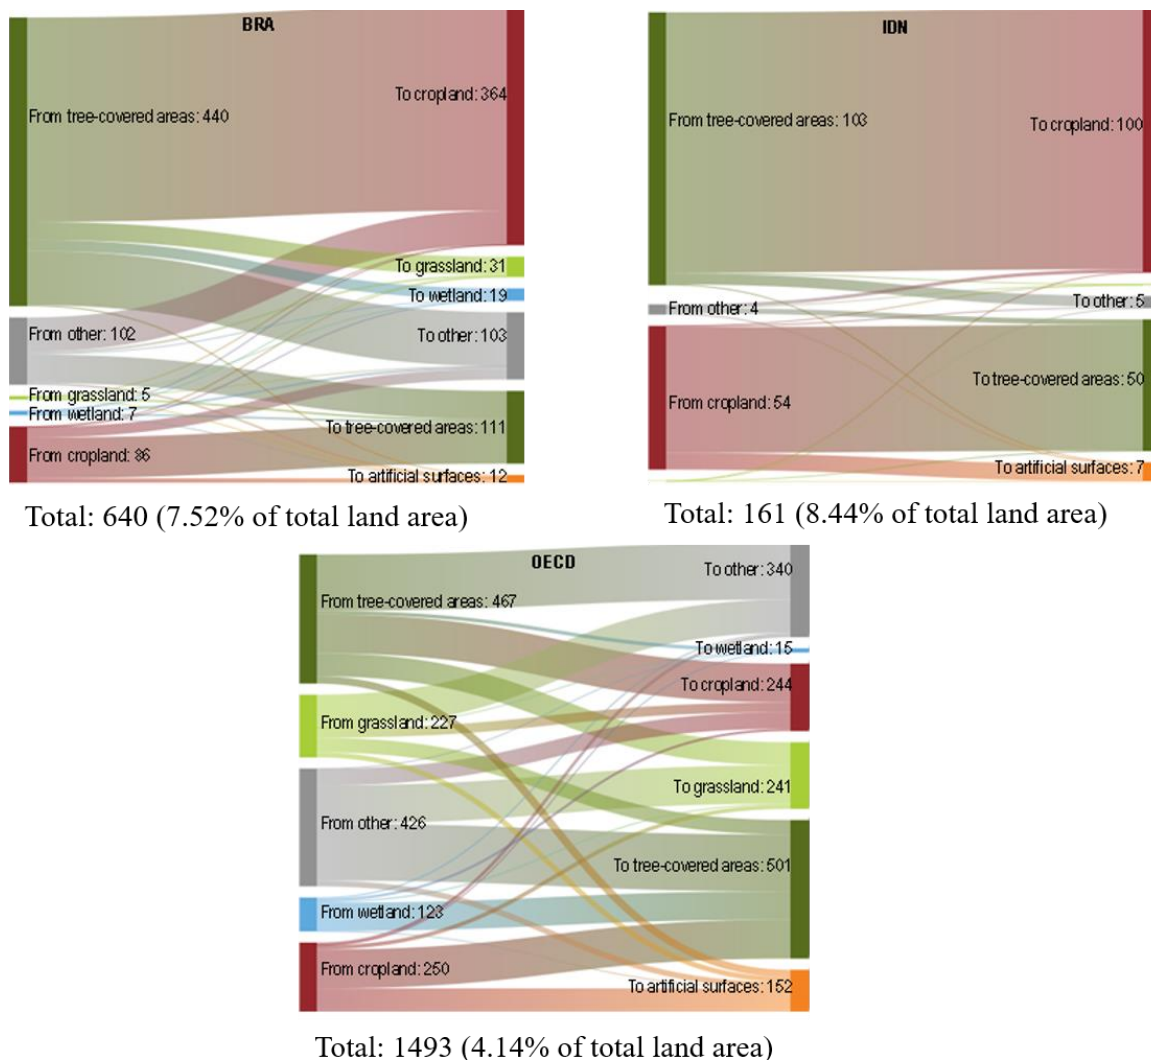 BRA
From tree-covered areas: 440
To cropland: 364
To grassland: 31
To wetland: 19
From other: 102
To other: 103
From grassland: 5
From wetland: 7
To tree-covered areas: 111
From cropland: 86
To artificial surfaces: 12
Total: 640 (7.52% of total land area)
IDN
From tree-covered areas: 103
To cropland: 100
From other: 4
To other: 5
To tree-covered areas: 50
From cropland: 54
To artificial surfaces: 7
Total: 161 (8.44% of total land area)
OECD
To other: 340
From tree-covered areas: 467
To wetland: 15
To cropland: 244
From grassland: 227
To grassland: 241
From other: 426
To tree-covered areas: 501
From wetland: 123
From cropland: 250
To artificial surfaces: 152
Total: 1493 (4.14% of total land area)